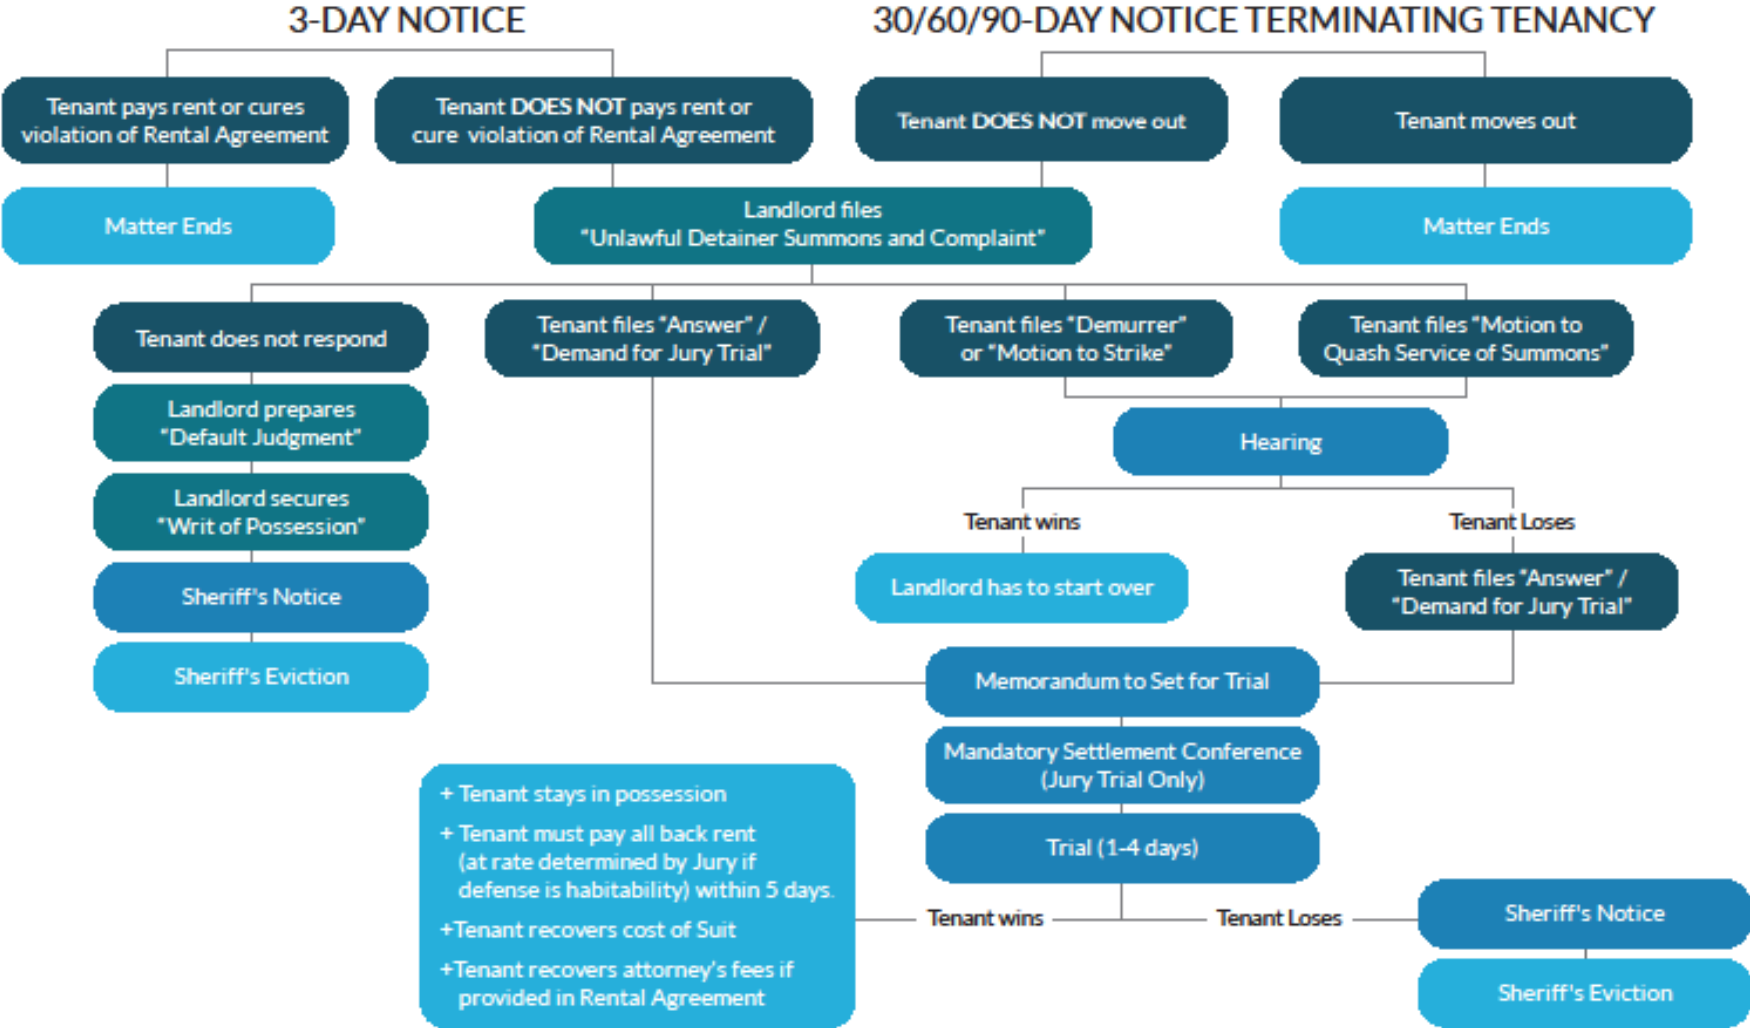 3-DAY NOTICE
30/60/90-DAY NOTICE TERMINATING TENANCY
Tenant pays rent or cures
violation of Rental Agreement
Tenant DOES NOT pays rent or
cure violation of Rental Agreement
Tenant DOES NOT move out
Tenant moves out
Matter Ends
Landlord files
“Unlawful Detainer Summons and Complaint”
Matter Ends
Tenant does not respond
Tenant files “Answer” /
“Demand for Jury Trial”
Tenant files “Demurrer”
or “Motion to Strike”
Tenant files “Motion to
Quash Service of Summons”
Landlord prepares
“Default Judgment”
Hearing
Landlord secures
“Writ of Possession”
Tenant wins
Tenant Loses
Sheriff's Notice
Landlord has to start over
Tenant files “Answer” /
“Demand for Jury Trial”
Sheriff's Eviction
Memorandum to Set for Trial
Mandatory Settlement Conference
(Jury Trial Only)
Trial (1-4 days)
+ Tenant stays in possession
+ Tenant must pay all back rent
(at rate determined by Jury if
defense is habitability) within 5 days.
+Tenant recovers cost of Suit
+Tenant recovers attorney's fees if
provided in Rental Agreement
Tenant wins
Tenant Loses
Sheriff's Notice
Sheriff's Eviction